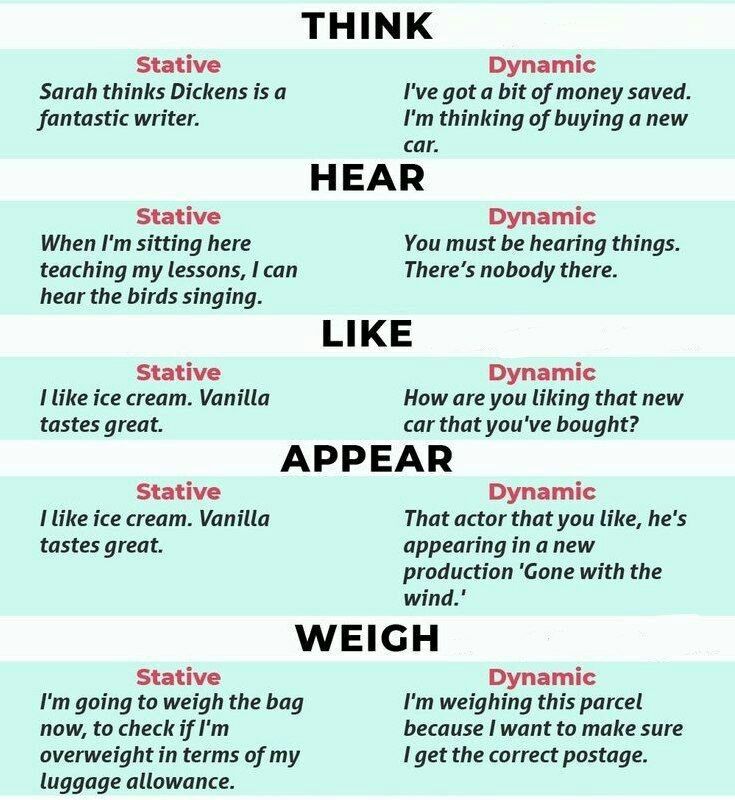 THINK
Stative
Sarah thinks Dickens is a
fantastic writer.
Dynamic
I've got a bit of money saved.
I'm thinking of buying a new
car.
HEAR
Stative
When I'm sitting here
teaching my lessons, I can
hear the birds singing.
Dynamic
You must be hearing things.
There’s nobody there.
LIKE
Stative
I like ice cream. Vanilla
tastes great.
Dynamic
How are you liking that new
car that you've bought?
APPEAR
Stative
I like ice cream. Vanilla
tastes great.
Dynamic
That actor that you like, he's
appearing in a new
production 'Gone with the
wind.'
WEIGH
Stative
I'm going to weigh the bag
now, to check if I'm
overweight in terms of my
luggage allowance.
Dynamic
I'm weighing this parcel
because I want to make sure
I get the correct postage.